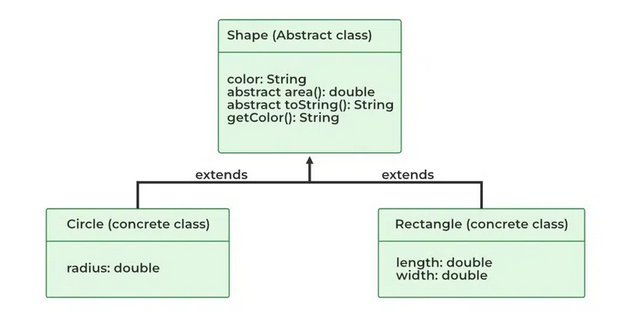 Shape (Abstract class)
color: String
abstract area(): double
abstract toString(): String
getColor(): String
extends
extends
Circle (concrete class)
radius: double
Rectangle (concrete class)
length: double
width: double